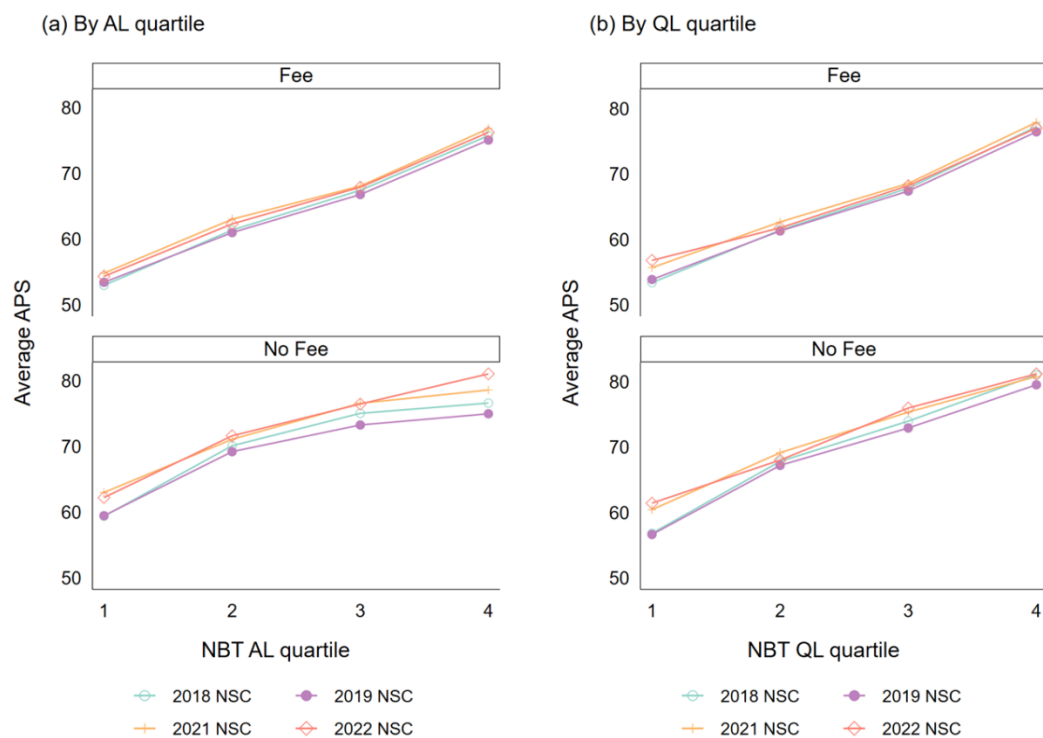 (a) By AL quartile
Fee
80
70
60
50
No Fee
80
70
60
50
Average APS
1 2 3 4
NBT AL quartile
2018 NSC 2019 NSC
2021 NSC 2022 NSC
(b) By QL quartile
Fee
80
70
60
50
No Fee
80
70
60
50
Average APS
1 2 3 4
NBT QL quartile
2018 NSC 2019 NSC
2021 NSC 2022 NSC